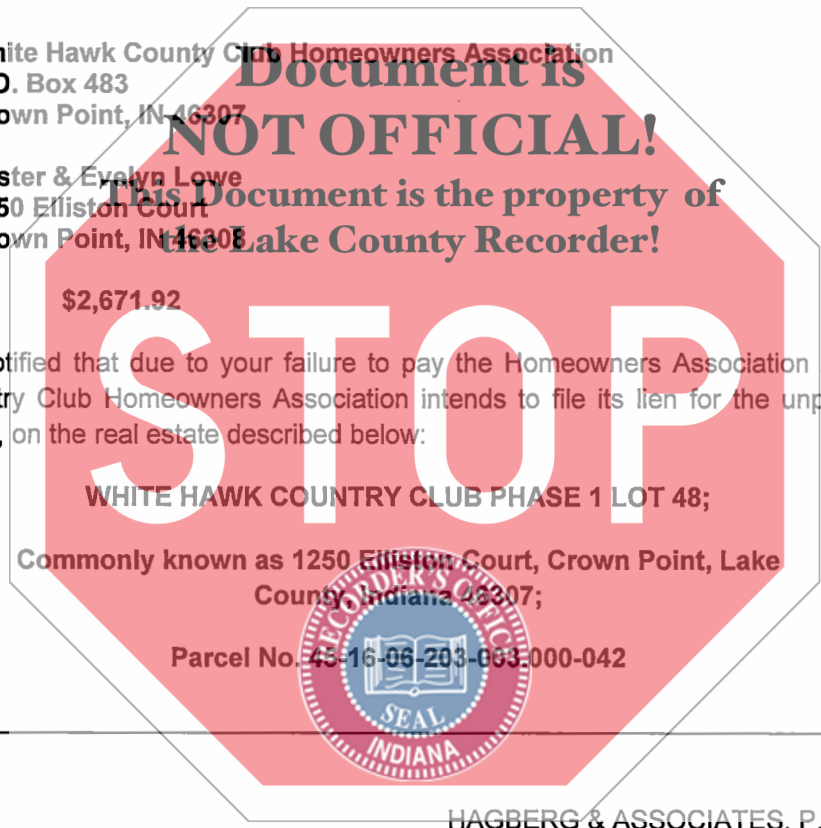 hite Hawk County Club Homeowners Association
O. Box 483
own Point, IN 46307
ster & Evelyn Lowe
50 Elliston Court
own Point, IN 46308
Document is
NOT OFFICIAL!
This Document is the property of
the Lake County Recorder!
$2,671.92
otified that due to your failure to pay the Homeowners Association
try Club Homeowners Association intends to file its lien for the unp
, on the real estate described below:
STOP
WHITE HAWK COUNTRY CLUB PHASE 1 LOT 48;
Commonly known as 1250 Elliston Court, Crown Point, Lake
County, Indiana 46307;
Parcel No. 45-16-06-203-003.000-042
RECORDER'S OFFICE
SEAL
INDIANA
HAGBERG & ASSOCIATES, P.